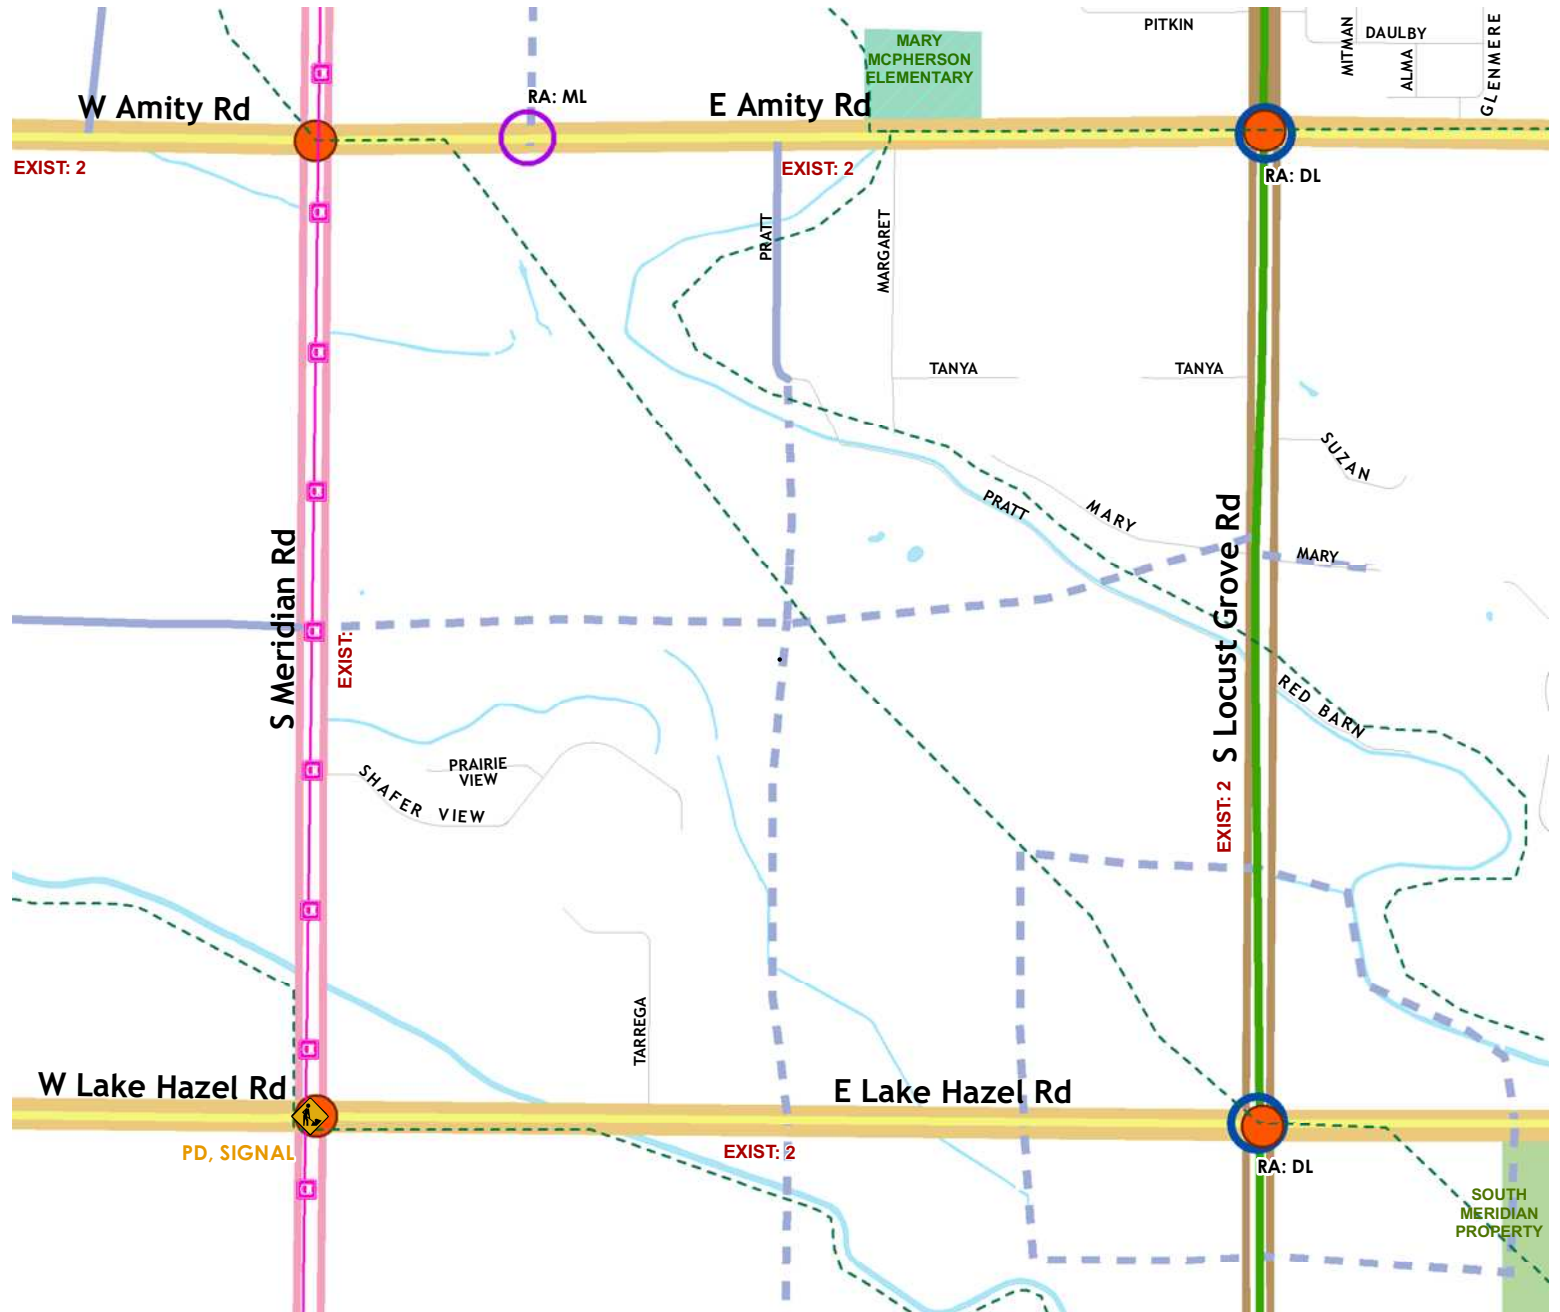 PITKIN
MITMAN
DAULBY
ALMA
GLENMERE
MARY
MCPHERSON
ELEMENTARY
W Amity Rd
RA: ML
E Amity Rd
EXIST: 2
EXIST: 2
RA: DL
PRATT
MARGARET
TANYA
TANYA
SUZAN
PRATT
MARY
MARY
S Meridian Rd
EXIST:
S Locust Grove Rd
RED BARN
PRAIRIE
VIEW
SHAFER VIEW
EXIST: 2
TARREGA
W Lake Hazel Rd
E Lake Hazel Rd
PD, SIGNAL
EXIST: 2
RA: DL
SOUTH
MERIDIAN
PROPERTY